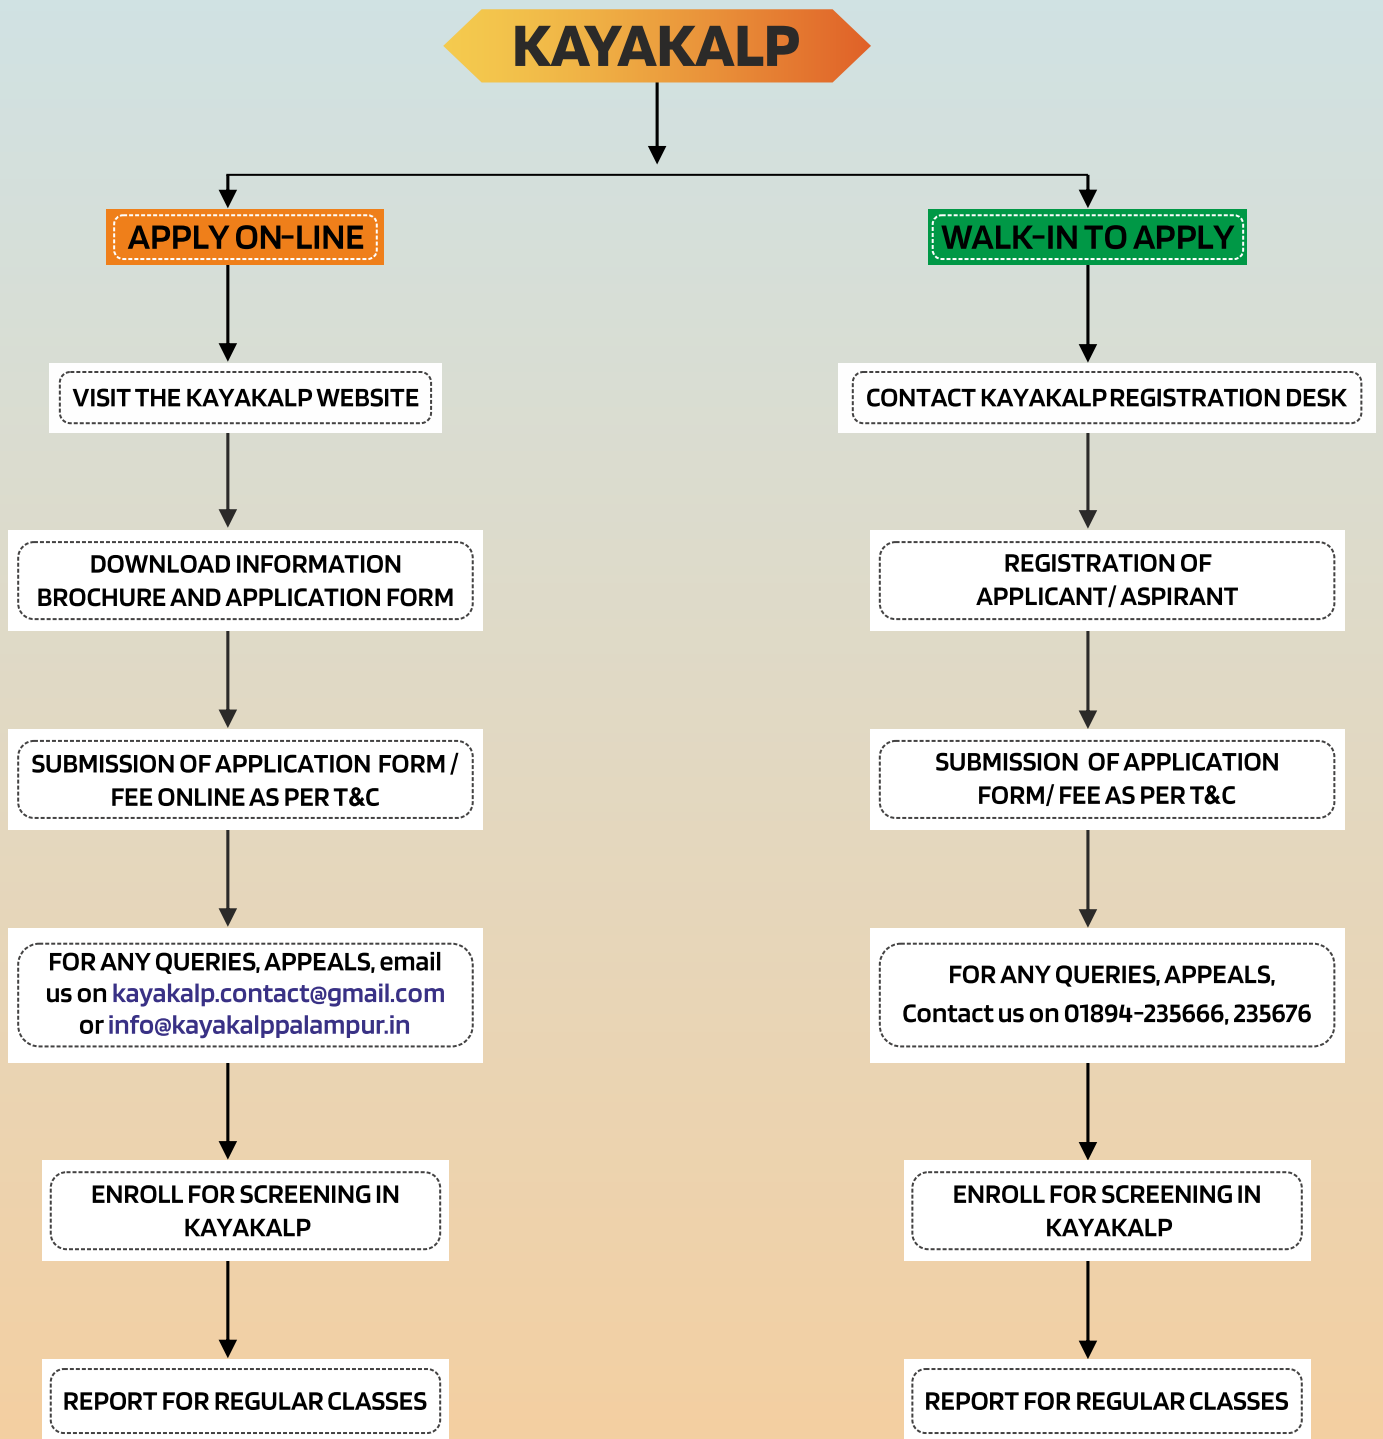 KAYAKALP
APPLY ON-LINE
VISIT THE KAYAKALP WEBSITE
DOWNLOAD INFORMATION
BROCHURE AND APPLICATION FORM
SUBMISSION OF APPLICATION FORM /
FEE ONLINE AS PER T&C
FOR ANY QUERIES, APPEALS, email
us on kayakalp.contact@gmail.com
or info@kayakalppalampur.in
ENROLL FOR SCREENING IN
KAYAKALP
REPORT FOR REGULAR CLASSES
WALK-IN TO APPLY
CONTACT KAYAKALP REGISTRATION DESK
REGISTRATION OF
APPLICANT/ ASPIRANT
SUBMISSION OF APPLICATION
FORM/ FEE AS PER T&C
FOR ANY QUERIES, APPEALS,
Contact us on 01894-235666, 235676
ENROLL FOR SCREENING IN
KAYAKALP
REPORT FOR REGULAR CLASSES